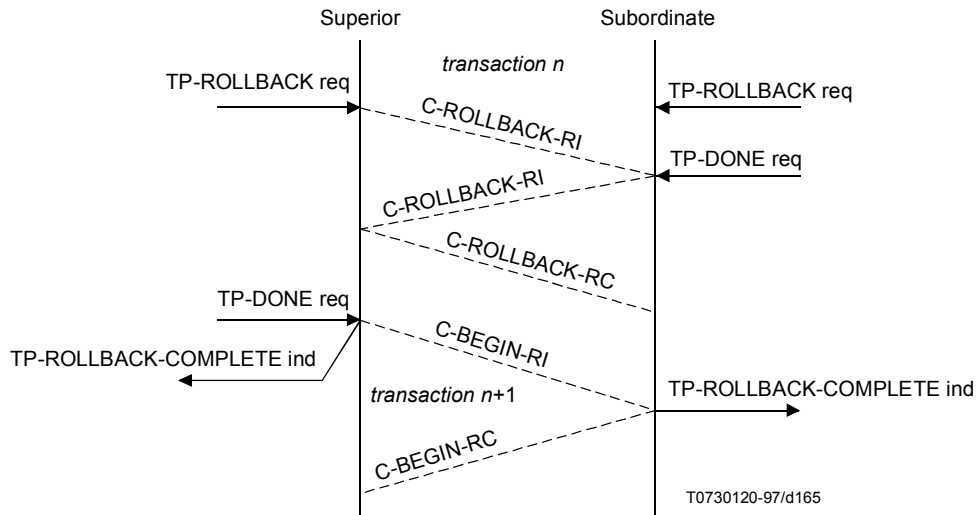 Superior
Subordinate
transaction n
TP-ROLLBACK req
TP-ROLLBACK req
C-ROLLBACK-RI
TP-DONE req
C-ROLLBACK-RI
C-ROLLBACK-RC
TP-DONE req
C-BEGIN-RI
TP-ROLLBACK-COMPLETE ind
TP-ROLLBACK-COMPLETE ind
transaction n+1
C-BEGIN-RC
T0730120-97/d165